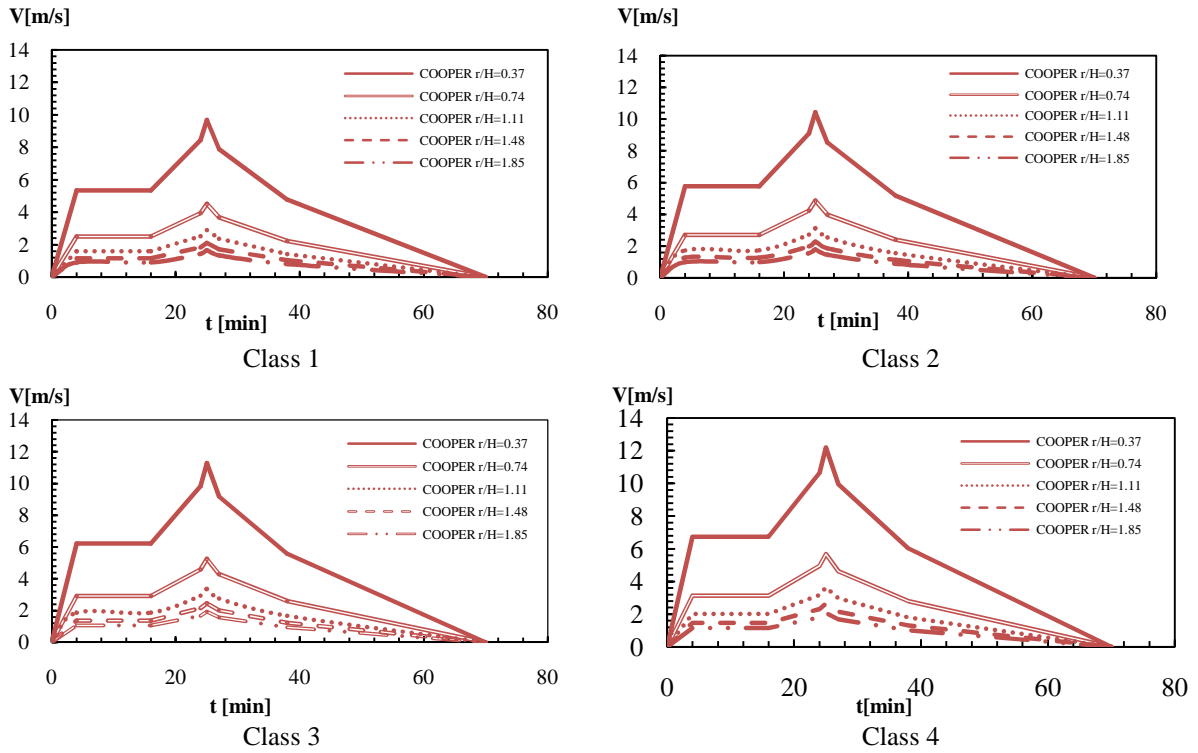 V[m/s]
14
12
10
8
6
4
2
0
COOPER r/H=0.37
COOPER r/H=0.74
COOPER r/H=1.11
COOPER r/H=1.48
COOPER r/H=1.85
0 20 40 60 80
t [min]
Class 1
V[m/s]
14
12
10
8
6
4
2
0
COOPER r/H=0.37
COOPER r/H=0.74
COOPER r/H=1.11
COOPER r/H=1.48
COOPER r/H=1.85
0 20 40 60 80
t [min]
Class 2
V[m/s]
14
12
10
8
6
4
2
0
COOPER r/H=0.37
COOPER r/H=0.74
COOPER r/H=1.11
COOPER r/H=1.48
COOPER r/H=1.85
0 20 40 60 80
t [min]
Class 3
V[m/s]
14
12
10
8
6
4
2
0
COOPER r/H=0.37
COOPER r/H=0.74
COOPER r/H=1.11
COOPER r/H=1.48
COOPER r/H=1.85
0 20 40 60 80
t[min]
Class 4